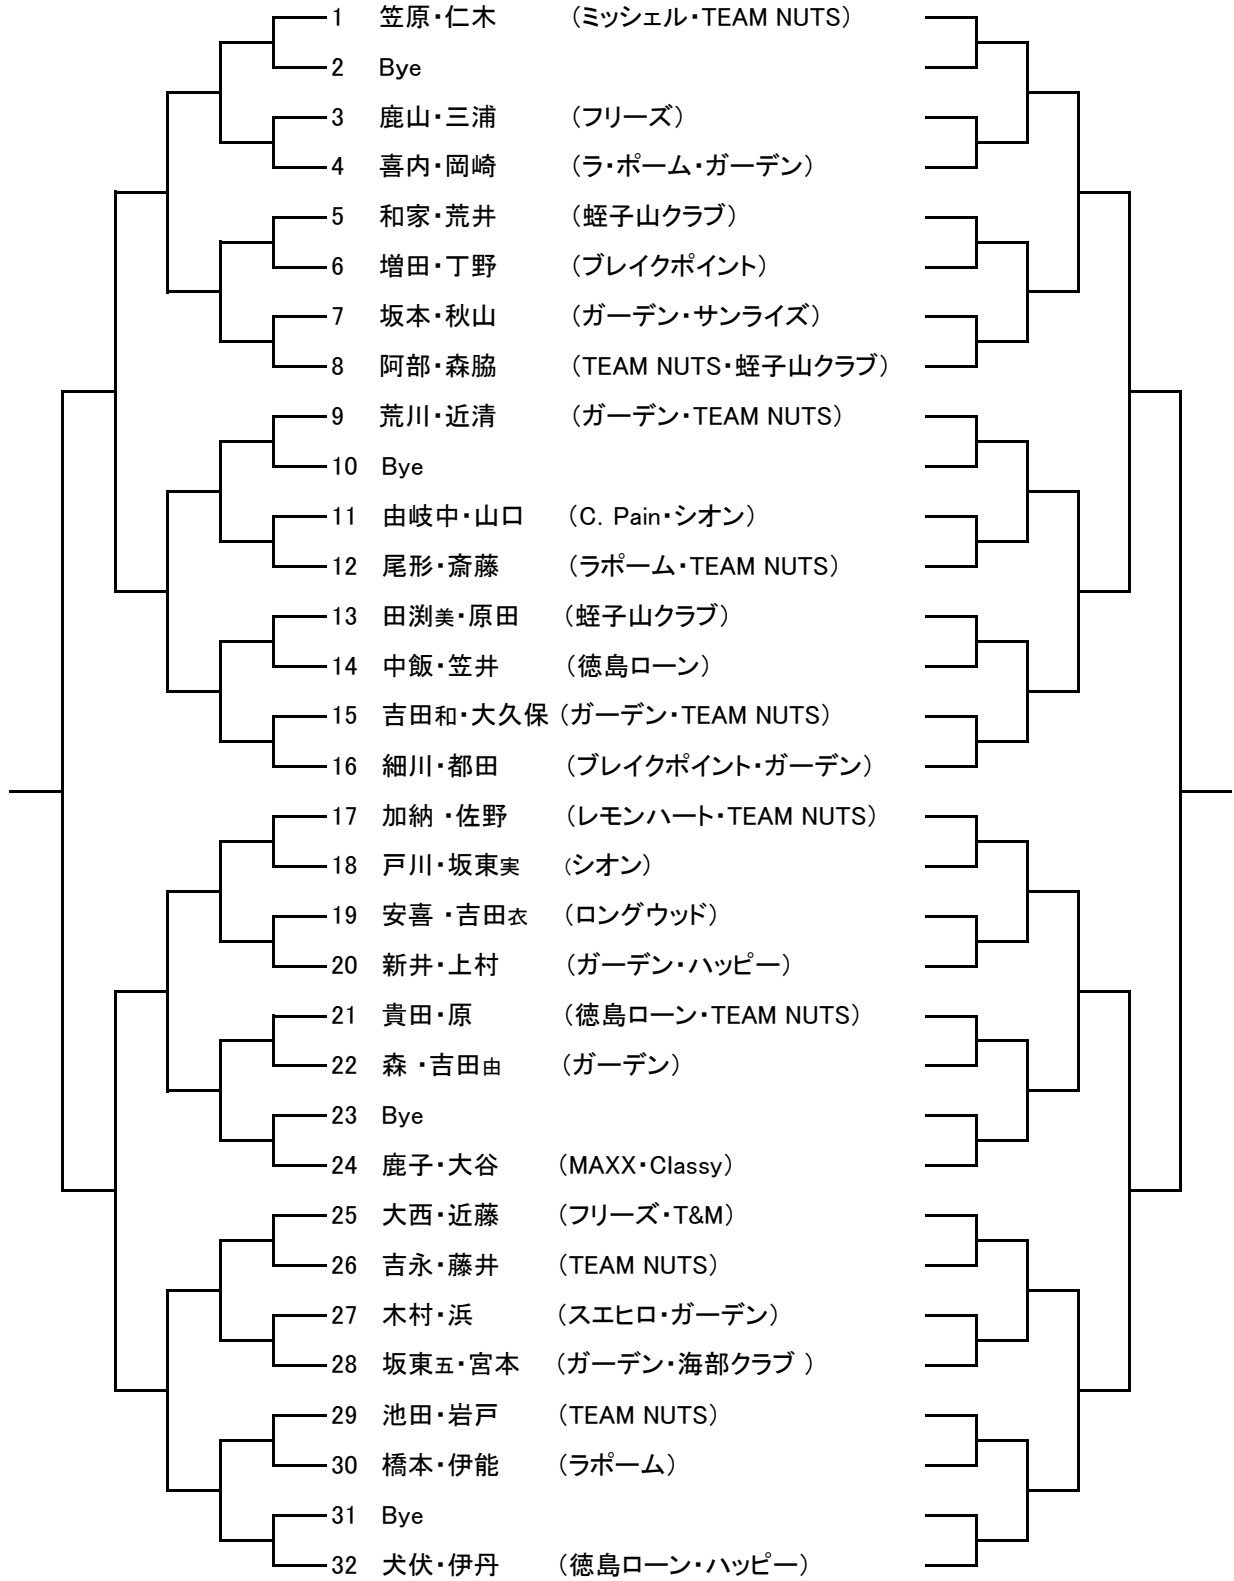 1 笠原・仁木 （ミッシェル・TEAM NUTS）
2 Bye
3 鹿山・三浦 （フリーズ）
4 喜内・岡崎 （ラ・ポーム・ガーデン）
5 和家・荒井 （蛭子山クラブ）
6 増田・丁野 （ブレイクポイント）
7 坂本・秋山 （ガーデン・サンライズ）
8 阿部・森脇 （TEAM NUTS・蛭子山クラブ）
9 荒川・近清 （ガーデン・TEAM NUTS）
10 Bye
11 由岐中・山口 （C. Pain・シオン）
12 尾形・斎藤 （ラポーム・TEAM NUTS）
13 田渕美・原田 （蛭子山クラブ）
14 中飯・笠井 （徳島ローン）
15 吉田和・大久保 （ガーデン・TEAM NUTS）
16 細川・都田 （ブレイクポイント・ガーデン）
17 加納 ・佐野 （レモンハート・TEAM NUTS）
18 戸川・坂東実 （シオン）
19 安喜 ・吉田衣 （ロングウッド）
20 新井・上村 （ガーデン・ハッピー）
21 貴田・原 （徳島ローン・TEAM NUTS）
22 森 ・吉田由 （ガーデン）
23 Bye
24 鹿子・大谷 （MAXX・Classy）
25 大西・近藤 （フリーズ・T&M）
26 吉永・藤井 （TEAM NUTS）
27 木村・浜 （スエヒロ・ガーデン）
28 坂東五・宮本 （ガーデン・海部クラブ ）
29 池田・岩戸 （TEAM NUTS）
30 橋本・伊能 （ラポーム）
31 Bye
32 犬伏・伊丹 （徳島ローン・ハッピー）